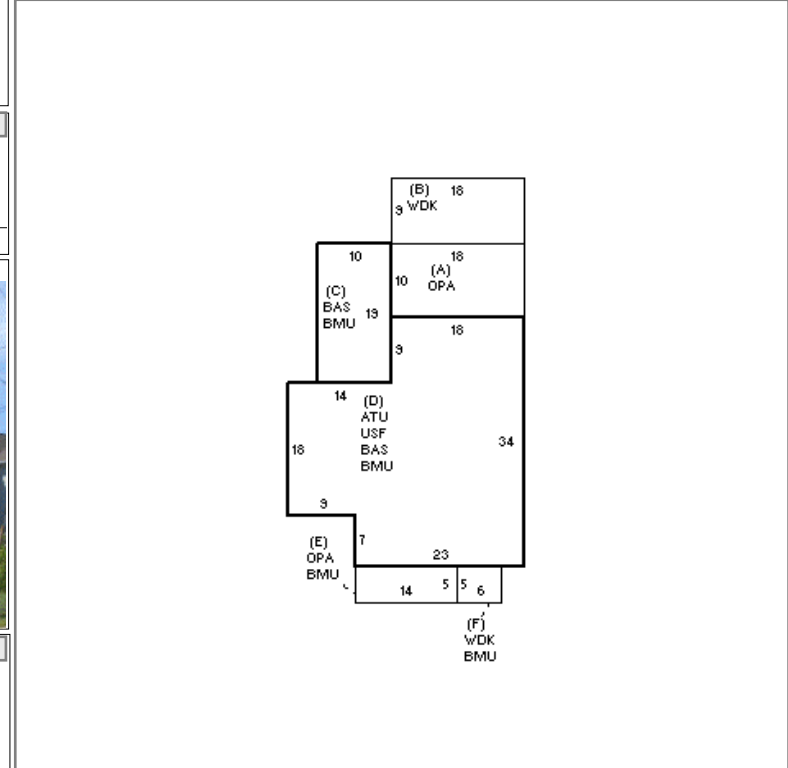 (B) 18
9 WDK
10
18
(A)
10
OPA
(C)
BAS
19
BMU
18
9
14
(D)
ATU
USF
BAS
BMU
18
34
9
7
(E)
OPA
BMU
23
14
5
5
6
(F)
WDK
BMU